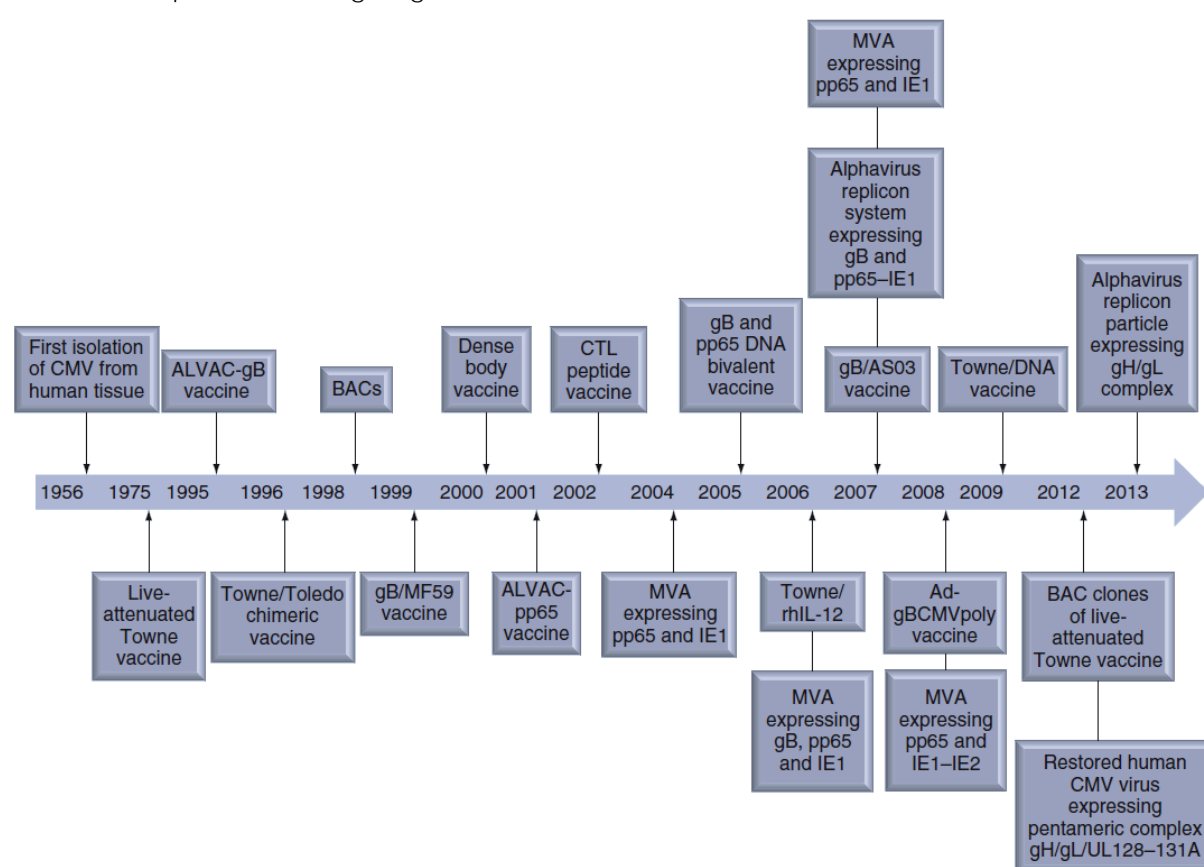 MVA
expressing
pp65 and IE1
Alphavirus
replicon
system
expressing
gB and
pp65–IE1
First isolation
of CMV from
human tissue
ALVAC-gB
vaccine
BACs
Dense
body
vaccine
CTL
peptide
vaccine
gB and
pp65 DNA
bivalent
vaccine
gB/AS03
vaccine
Towne/DNA
vaccine
Alphavirus
replicon
particle
expressing
gH/gL
complex
1956 1975 1995 1996 1998 1999 2000 2001 2002 2004 2005 2006 2007 2008 2009 2012 2013
Live-
attenuated
Towne
vaccine
Towne/Toledo
chimeric
vaccine
gB/MF59
vaccine
ALVAC-
pp65
vaccine
MVA
expressing
pp65 and IE1
Towne/
rhIL-12
MVA
expressing
gB, pp65
and IE1
Ad-
gBCMVpoly
vaccine
MVA
expressing
pp65 and
IE1–IE2
BAC clones
of live-
attenuated
Towne vaccine
Restored human
CMV virus
expressing
pentameric complex
gH/gL/UL128–131A